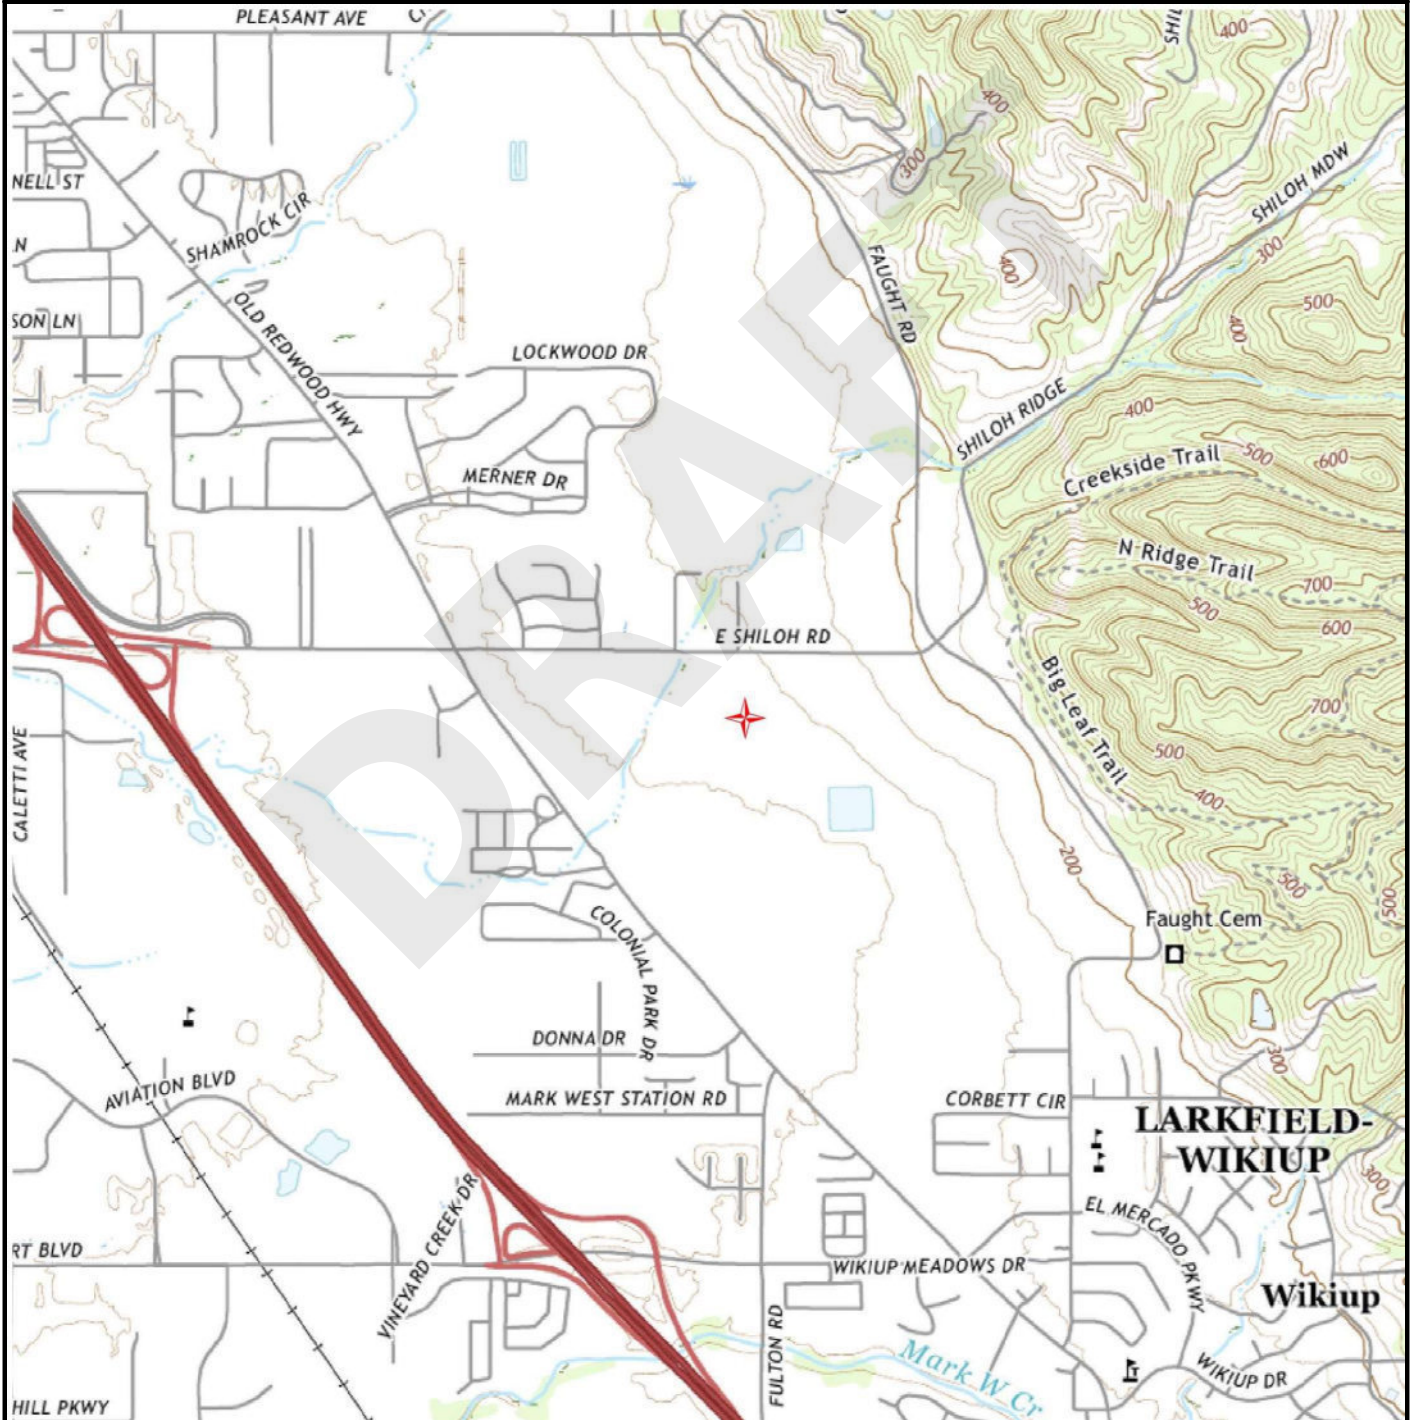 PLEASANT AVE
SHIL
400
400
NELL ST
300
SHILOH MDW
SHAMROCK CIR
LN
300
FAUGHT RD
400
500
400
OLD REDWOOD HWY
SON LN
LOCKWOOD DR
400
SHILOH RIDGE
500
600
Creekside Trail
MERNER DR
N Ridge Trail
700
500
600
E SHILOH RD
Big Leaf Trail
700
500
CALETTI AVE
400
200
500
500
Faught Cem
COLONIAL PARK DR
DONNA DR
300
AVIATION BLVD
MARK WEST STATION RD
CORBETT CIR
LARKFIELD-
WIKIUP
300
VINEYARD CREEK DR
EL MERCADO PKWY
RT BLVD
WIKIUP MEADOWS DR
Wikiup
FULTON RD
Mark W Cr
WIKIUP DR
HILL PKWY
DRAFT